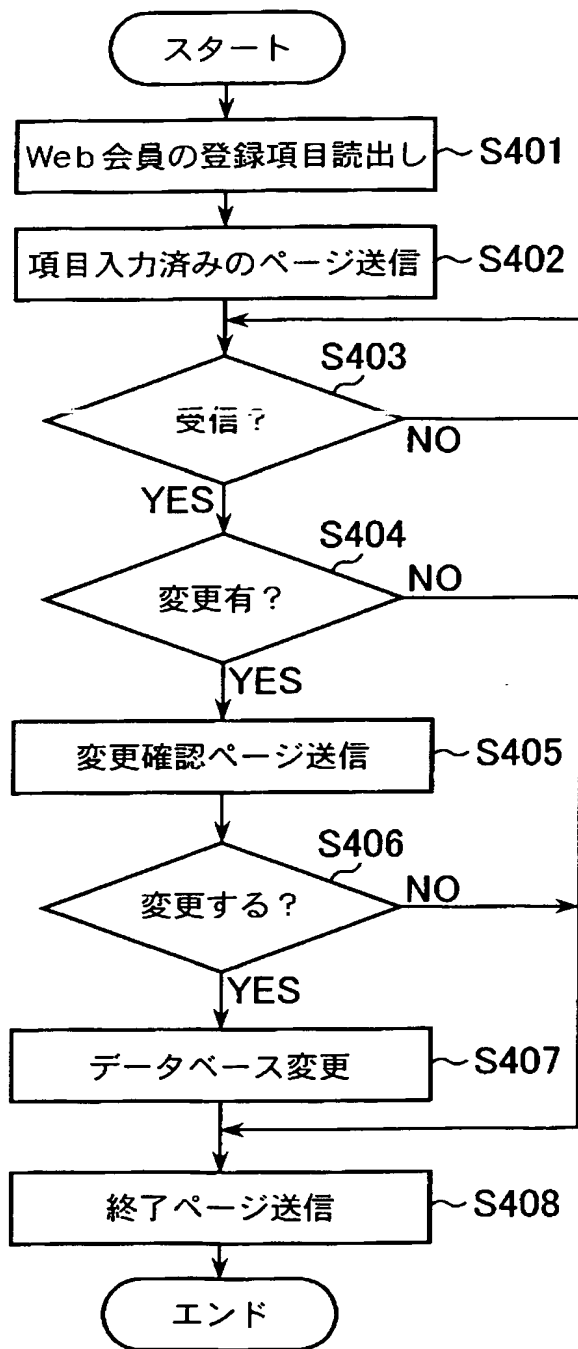 スタート
Web会員の登録項目読出し
S401
項目入力済みのページ送信
S402
S403
受信？
NO
YES
S404
変更有？
NO
YES
変更確認ページ送信
S405
S406
変更する？
NO
YES
データベース変更
S407
終了ページ送信
S408
エンド